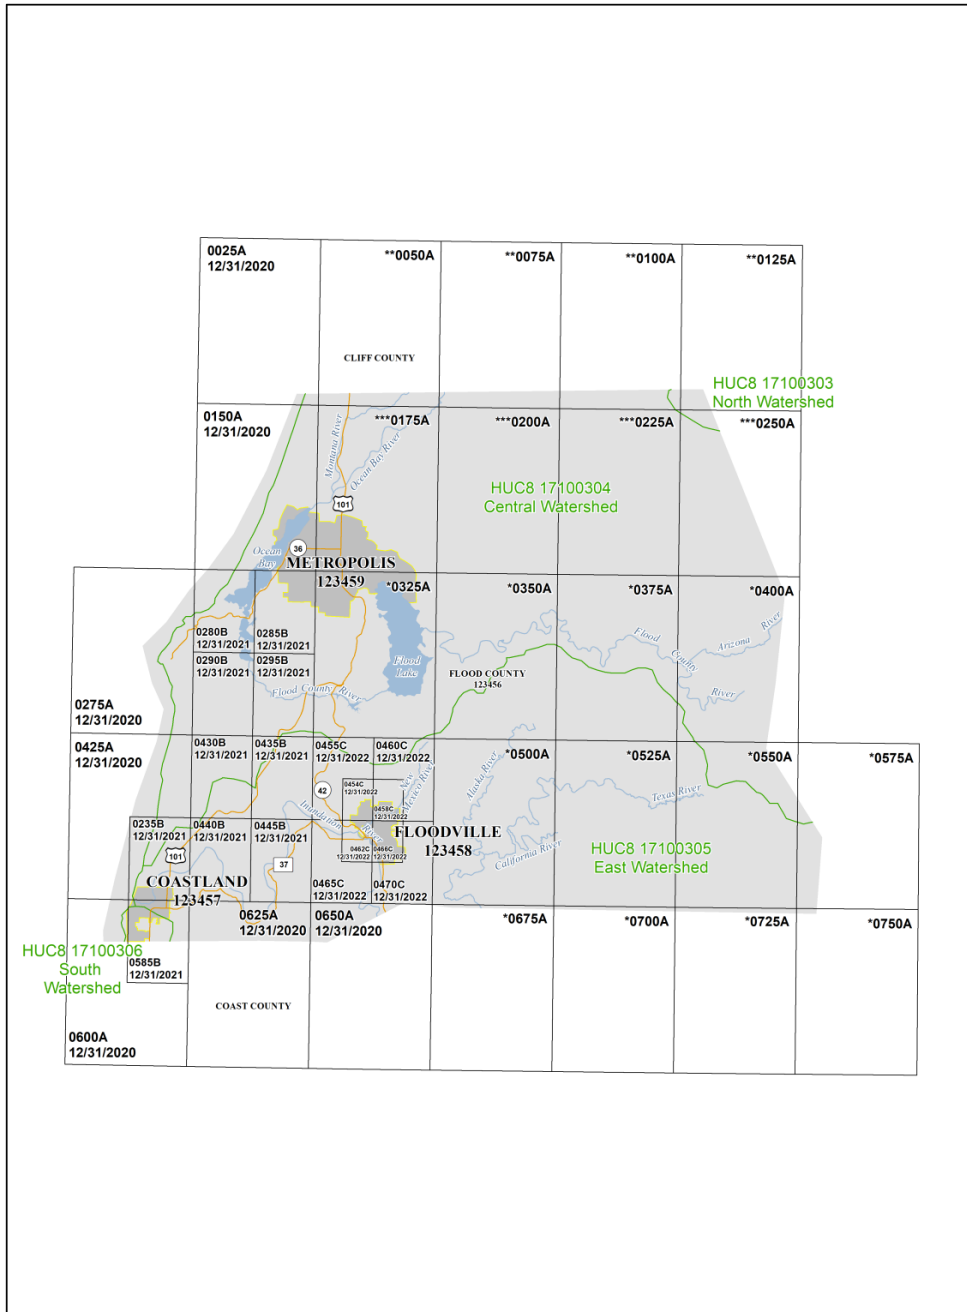 0025A
12/31/2020
**0050A
**0075A
**0100A
**0125A
CLIFF COUNTY
HUC8 17100303
North Watershed
0150A
12/31/2020
***0175A
***0200A
***0225A
***0250A
Montana River
Ocean Bay River
101
HUC8 17100304
Central Watershed
36
Ocean
Bay
METROPOLIS
123459
*0325A
*0350A
*0375A
*0400A
0280B
12/31/2021
0285B
12/31/2021
0290B
12/31/2021
0295B
12/31/2021
Flood
Lake
Flood
County
River
Arizona
River
FLOOD COUNTY
123456
Flood County River
0275A
12/31/2020
0425A
12/31/2020
0430B
12/31/2021
0435B
12/31/2021
0455C
12/31/2022
0460C
12/31/2022
*0500A
*0525A
*0550A
*0575A
New
Mexico River
Alaska River
Texas River
42
0454C
12/31/2022
0458C
12/31/2022
Inundation
River
0235B
12/31/2021
0440B
12/31/2021
0445B
12/31/2021
FLOODVILLE
123458
California River
HUC8 17100305
East Watershed
101
37
0462C
12/31/2022
0466C
12/31/2022
COASTLAND
123457
0465C
12/31/2022
0470C
12/31/2022
0625A
12/31/2020
0650A
12/31/2020
*0675A
*0700A
*0725A
*0750A
HUC8 17100306
South
Watershed
0585B
12/31/2021
COAST COUNTY
0600A
12/31/2020